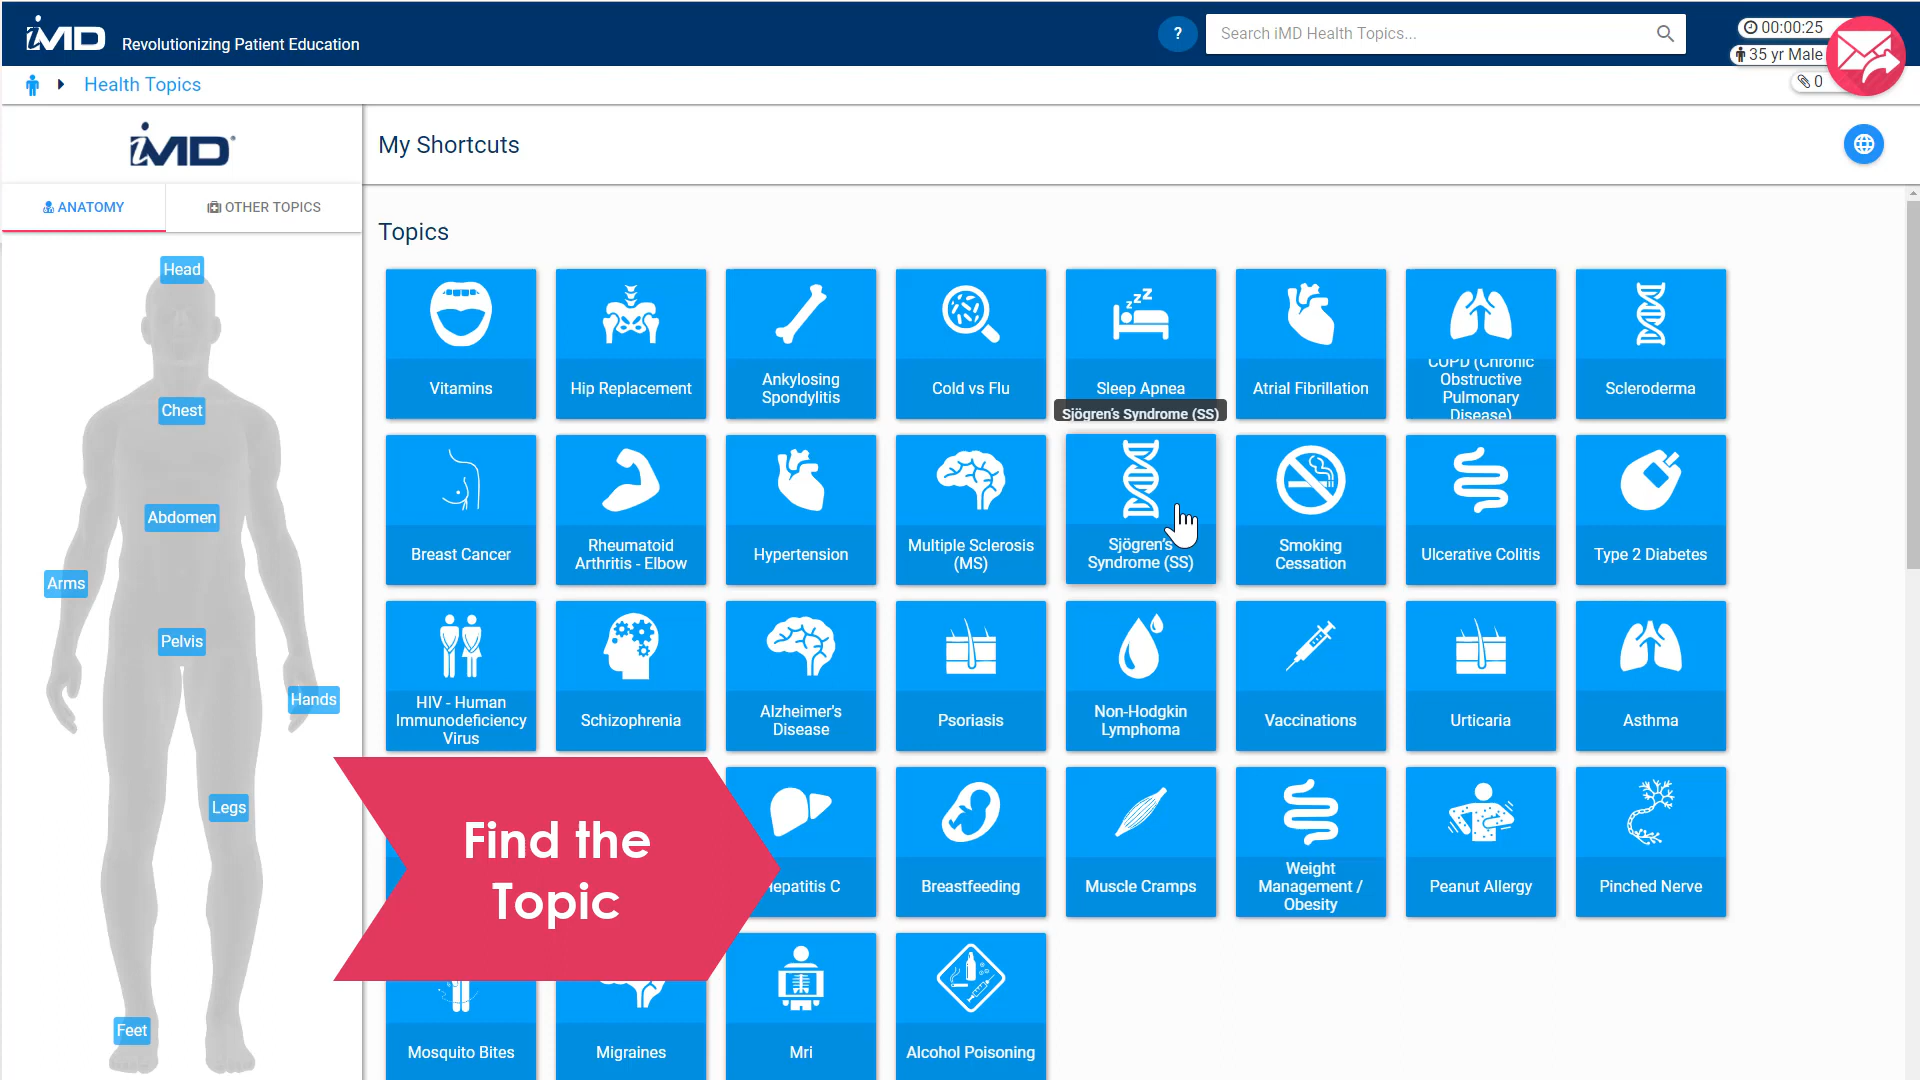 iMD
Revolutionizing Patient Education
?
Search iMD Health Topics...
00:00:25
35 yr Male
0
Health Topics
iMD
ANATOMY
OTHER TOPICS
Head
Chest
Abdomen
Arms
Pelvis
Hands
Legs
Feet
My Shortcuts
Topics
Vitamins
Hip Replacement
Ankylosing
Spondylitis
Cold vs Flu
zzZ
Sleep Apnea
Atrial Fibrillation
COPD (Chronic
Obstructive
Pulmonary
Disease)
Scleroderma
Sjögren's Syndrome (SS)
Breast Cancer
Rheumatoid
Arthritis - Elbow
Hypertension
Multiple Sclerosis
(MS)
Sjögren's
Syndrome (SS)
Smoking
Cessation
Ulcerative Colitis
Type 2 Diabetes
HIV - Human
Immunodeficiency
Virus
Schizophrenia
Alzheimer's
Disease
Psoriasis
Non-Hodgkin
Lymphoma
Vaccinations
Urticaria
Asthma
Find the
Topic
Hepatitis C
Breastfeeding
Muscle Cramps
Weight
Management /
Obesity
Peanut Allergy
Pinched Nerve
Mosquito Bites
Migraines
Mri
Alcohol Poisoning